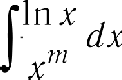 ∫ ln x / x^m dx